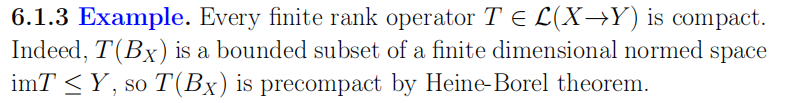 6.1.3 Example. Every finite rank operator T ∈ ℒ(X→Y) is compact.
Indeed, T(B_X) is a bounded subset of a finite dimensional normed space
imT ≤ Y, so T(B_X) is precompact by Heine-Borel theorem.